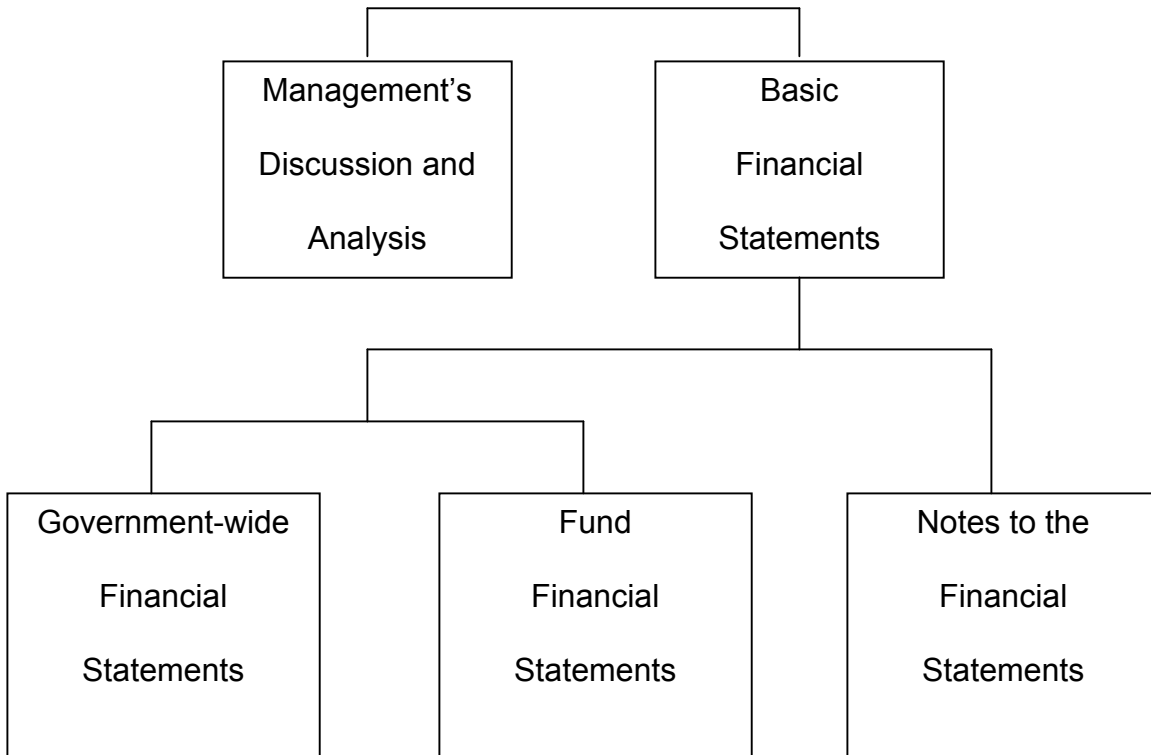 Management’s
Discussion and
Analysis
Basic
Financial
Statements
Government-wide
Financial
Statements
Fund
Financial
Statements
Notes to the
Financial
Statements